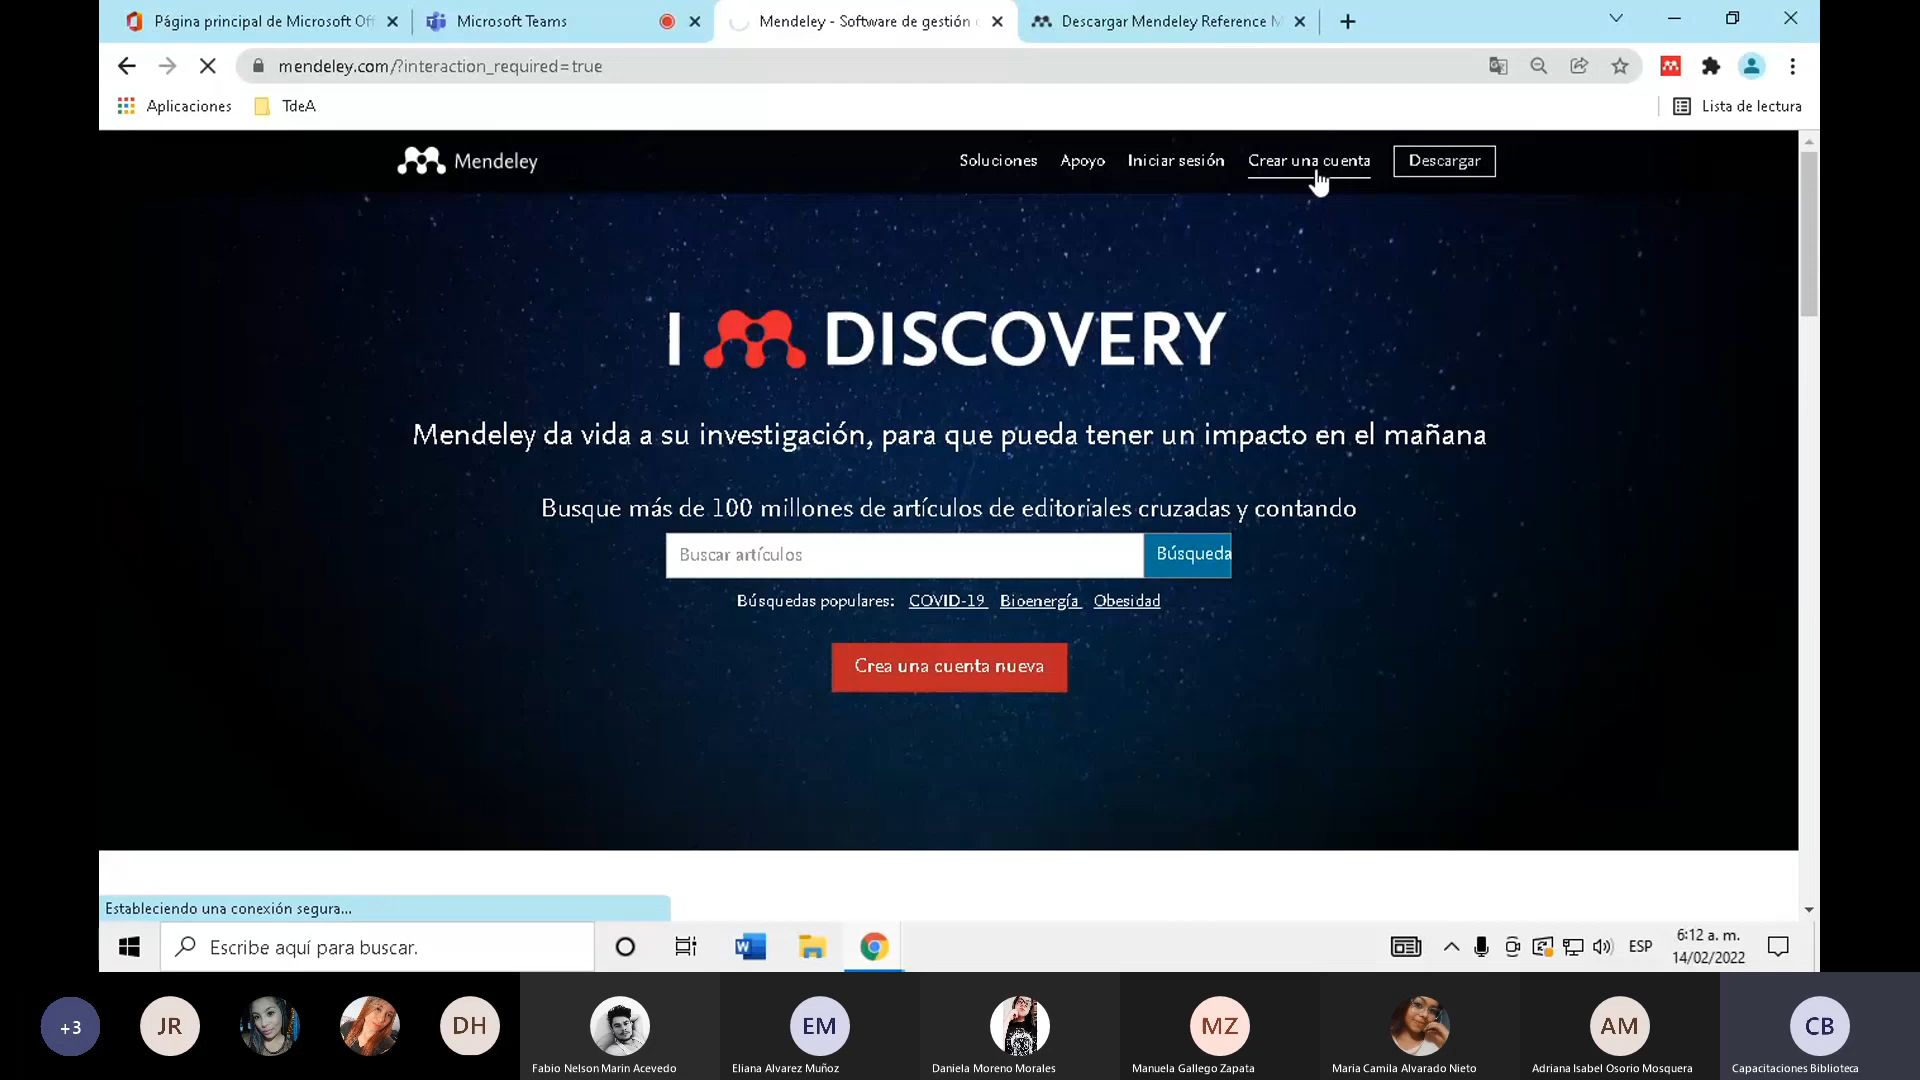 Página principal de Microsoft Off
Microsoft Teams
Mendeley - Software de gestión
Descargar Mendeley Reference M
mendeley.com/?interaction_required=true
Aplicaciones
TdeA
Lista de lectura
Mendeley
Soluciones
Apoyo
Iniciar sesión
Crear una cuenta
Descargar
I DISCOVERY
Mendeley da vida a su investigación, para que pueda tener un impacto en el mañana
Busque más de 100 millones de artículos de editoriales cruzadas y contando
Buscar artículos
Búsqueda
Búsquedas populares: COVID-19 Bioenergía Obesidad
Crea una cuenta nueva
Estableciendo una conexión segura...
Escribe aquí para buscar.
ESP
6:12 a. m.
14/02/2022
+3
JR
DH
EM
MZ
AM
CB
Fabio Nelson Marin Acevedo
Eliana Alvarez Muñoz
Daniela Moreno Morales
Manuela Gallego Zapata
Maria Camila Alvarado Nieto
Adriana Isabel Osorio Mosquera
Capacitaciones Biblioteca